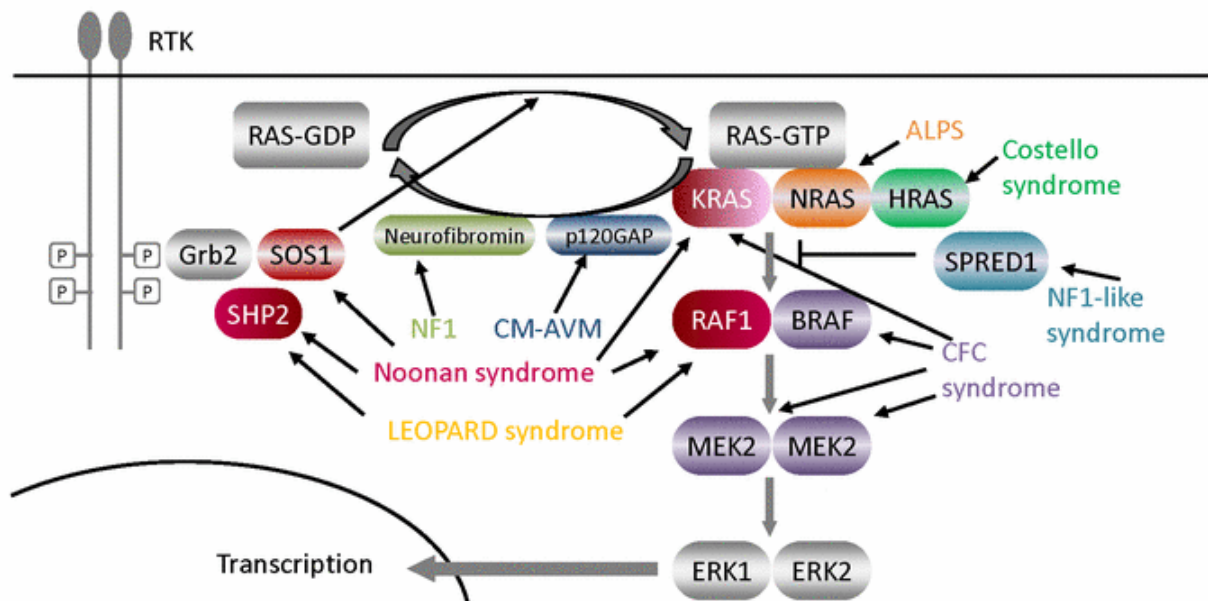 RTK
RAS-GDP
RAS-GTP
ALPS
Costello
syndrome
KRAS
NRAS
HRAS
Neurofibromin
p120GAP
P
P
Grb2
SOS1
SPRED1
P
P
SHP2
NF1
CM-AVM
RAF1
BRAF
NF1-like
syndrome
Noonan syndrome
CFC
syndrome
LEOPARD syndrome
MEK2
MEK2
Transcription
ERK1
ERK2